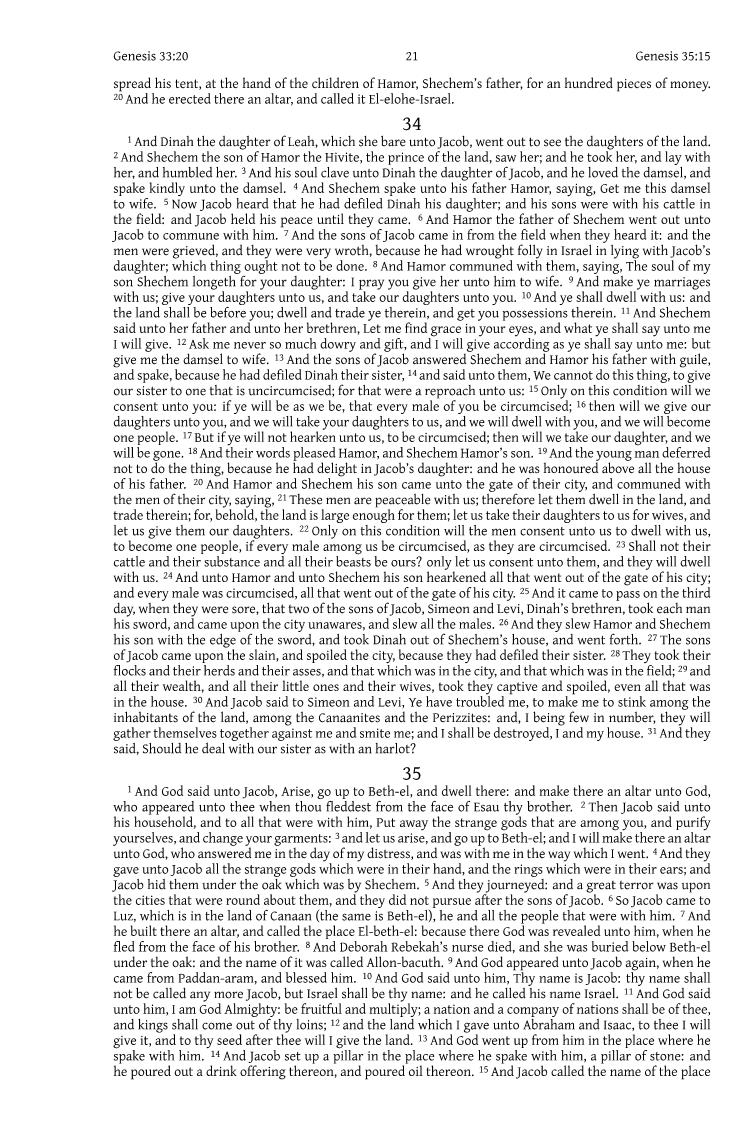 Genesis 33:20 21 Genesis 35:15
spread his tent, at the hand of the children of Hamor, Shechem's father, for an hundred pieces of money.
20 And he erected there an altar, and called it El-elohe-Israel.
34
1 And Dinah the daughter of Leah, which she bare unto Jacob, went out to see the daughters of the land.
2 And Shechem the son of Hamor the Hivite, the prince of the land, saw her; and he took her, and lay with
her, and humbled her. 3 And his soul clave unto Dinah the daughter of Jacob, and he loved the damsel, and
spake kindly unto the damsel. 4 And Shechem spake unto his father Hamor, saying, Get me this damsel
to wife. 5 Now Jacob heard that he had defiled Dinah his daughter; and his sons were with his cattle in
the field: and Jacob held his peace until they came. 6 And Hamor the father of Shechem went out unto
Jacob to commune with him. 7 And the sons of Jacob came in from the field when they heard it: and the
men were grieved, and they were very wroth, because he had wrought folly in Israel in lying with Jacob's
daughter; which thing ought not to be done. 8 And Hamor communed with them, saying, The soul of my
son Shechem longeth for your daughter: I pray you give her unto him to wife. 9 And make ye marriages
with us; give your daughters unto us, and take our daughters unto you. 10 And ye shall dwell with us: and
the land shall be before you; dwell and trade ye therein, and get you possessions therein. 11 And Shechem
said unto her father and unto her brethren, Let me find grace in your eyes, and what ye shall say unto me
I will give. 12 Ask me never so much dowry and gift, and I will give according as ye shall say unto me: but
give me the damsel to wife. 13 And the sons of Jacob answered Shechem and Hamor his father with guile,
and spake, because he had defiled Dinah their sister, 14 and said unto them, We cannot do this thing, to give
our sister to one that is uncircumcised; for that were a reproach unto us: 15 Only on this condition will we
consent unto you: if ye will be as we be, that every male of you be circumcised; 16 then will we give our
daughters unto you, and we will take your daughters to us, and we will dwell with you, and we will become
one people. 17 But if ye will not hearken unto us, to be circumcised; then will we take our daughter, and we
will be gone. 18 And their words pleased Hamor, and Shechem Hamor's son. 19 And the young man deferred
not to do the thing, because he had delight in Jacob's daughter: and he was honoured above all the house
of his father. 20 And Hamor and Shechem his son came unto the gate of their city, and communed with
the men of their city, saying, 21 These men are peaceable with us; therefore let them dwell in the land, and
trade therein; for, behold, the land is large enough for them; let us take their daughters to us for wives, and
let us give them our daughters. 22 Only on this condition will the men consent unto us to dwell with us,
to become one people, if every male among us be circumcised, as they are circumcised. 23 Shall not their
cattle and their substance and all their beasts be ours? only let us consent unto them, and they will dwell
with us. 24 And unto Hamor and unto Shechem his son hearkened all that went out of the gate of his city;
and every male was circumcised, all that went out of the gate of his city. 25 And it came to pass on the third
day, when they were sore, that two of the sons of Jacob, Simeon and Levi, Dinah's brethren, took each man
his sword, and came upon the city unawares, and slew all the males. 26 And they slew Hamor and Shechem
his son with the edge of the sword, and took Dinah out of Shechem's house, and went forth. 27 The sons
of Jacob came upon the slain, and spoiled the city, because they had defiled their sister. 28 They took their
flocks and their herds and their asses, and that which was in the city, and that which was in the field; 29 and
all their wealth, and all their little ones and their wives, took they captive and spoiled, even all that was
in the house. 30 And Jacob said to Simeon and Levi, Ye have troubled me, to make me to stink among the
inhabitants of the land, among the Canaanites and the Perizzites: and, I being few in number, they will
gather themselves together against me and smite me; and I shall be destroyed, I and my house. 31 And they
said, Should he deal with our sister as with an harlot?
35
1 And God said unto Jacob, Arise, go up to Beth-el, and dwell there: and make there an altar unto God,
who appeared unto thee when thou fleddest from the face of Esau thy brother. 2 Then Jacob said unto
his household, and to all that were with him, Put away the strange gods that are among you, and purify
yourselves, and change your garments: 3 and let us arise, and go up to Beth-el; and I will make there an altar
unto God, who answered me in the day of my distress, and was with me in the way which I went. 4 And they
gave unto Jacob all the strange gods which were in their hand, and the rings which were in their ears; and
Jacob hid them under the oak which was by Shechem. 5 And they journeyed: and a great terror was upon
the cities that were round about them, and they did not pursue after the sons of Jacob. 6 So Jacob came to
Luz, which is in the land of Canaan (the same is Beth-el), he and all the people that were with him. 7 And
he built there an altar, and called the place El-beth-el: because there God was revealed unto him, when he
fled from the face of his brother. 8 And Deborah Rebekah's nurse died, and she was buried below Beth-el
under the oak: and the name of it was called Allon-bacuth. 9 And God appeared unto Jacob again, when he
came from Paddan-aram, and blessed him. 10 And God said unto him, Thy name is Jacob: thy name shall
not be called any more Jacob, but Israel shall be thy name: and he called his name Israel. 11 And God said
unto him, I am God Almighty: be fruitful and multiply; a nation and a company of nations shall be of thee,
and kings shall come out of thy loins; 12 and the land which I gave unto Abraham and Isaac, to thee I will
give it, and to thy seed after thee will I give the land. 13 And God went up from him in the place where he
spake with him. 14 And Jacob set up a pillar in the place where he spake with him, a pillar of stone: and
he poured out a drink offering thereon, and poured oil thereon. 15 And Jacob called the name of the place